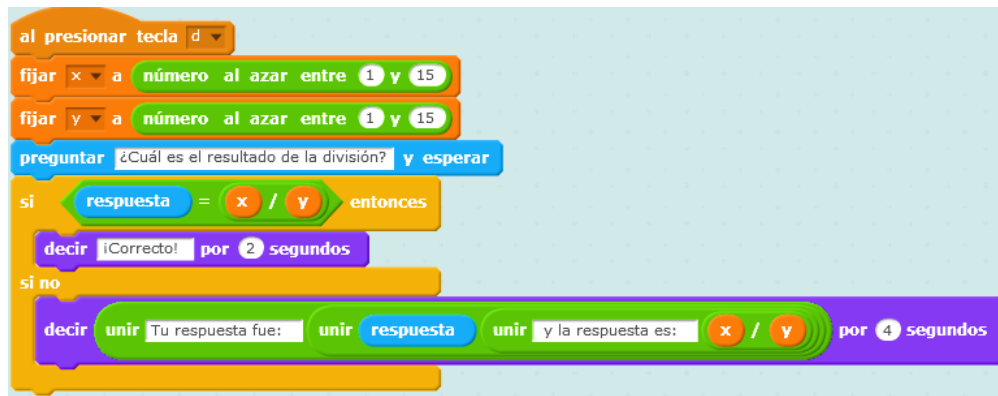 al presionar tecla d
fijar x a número al azar entre 1 y 15
fijar y a número al azar entre 1 y 15
preguntar ¿Cuál es el resultado de la división? y esperar
si respuesta = x / y entonces
decir ¡Correcto! por 2 segundos
si no
decir unir Tu respuesta fue: unir respuesta unir y la respuesta es: x / y por 4 segundos